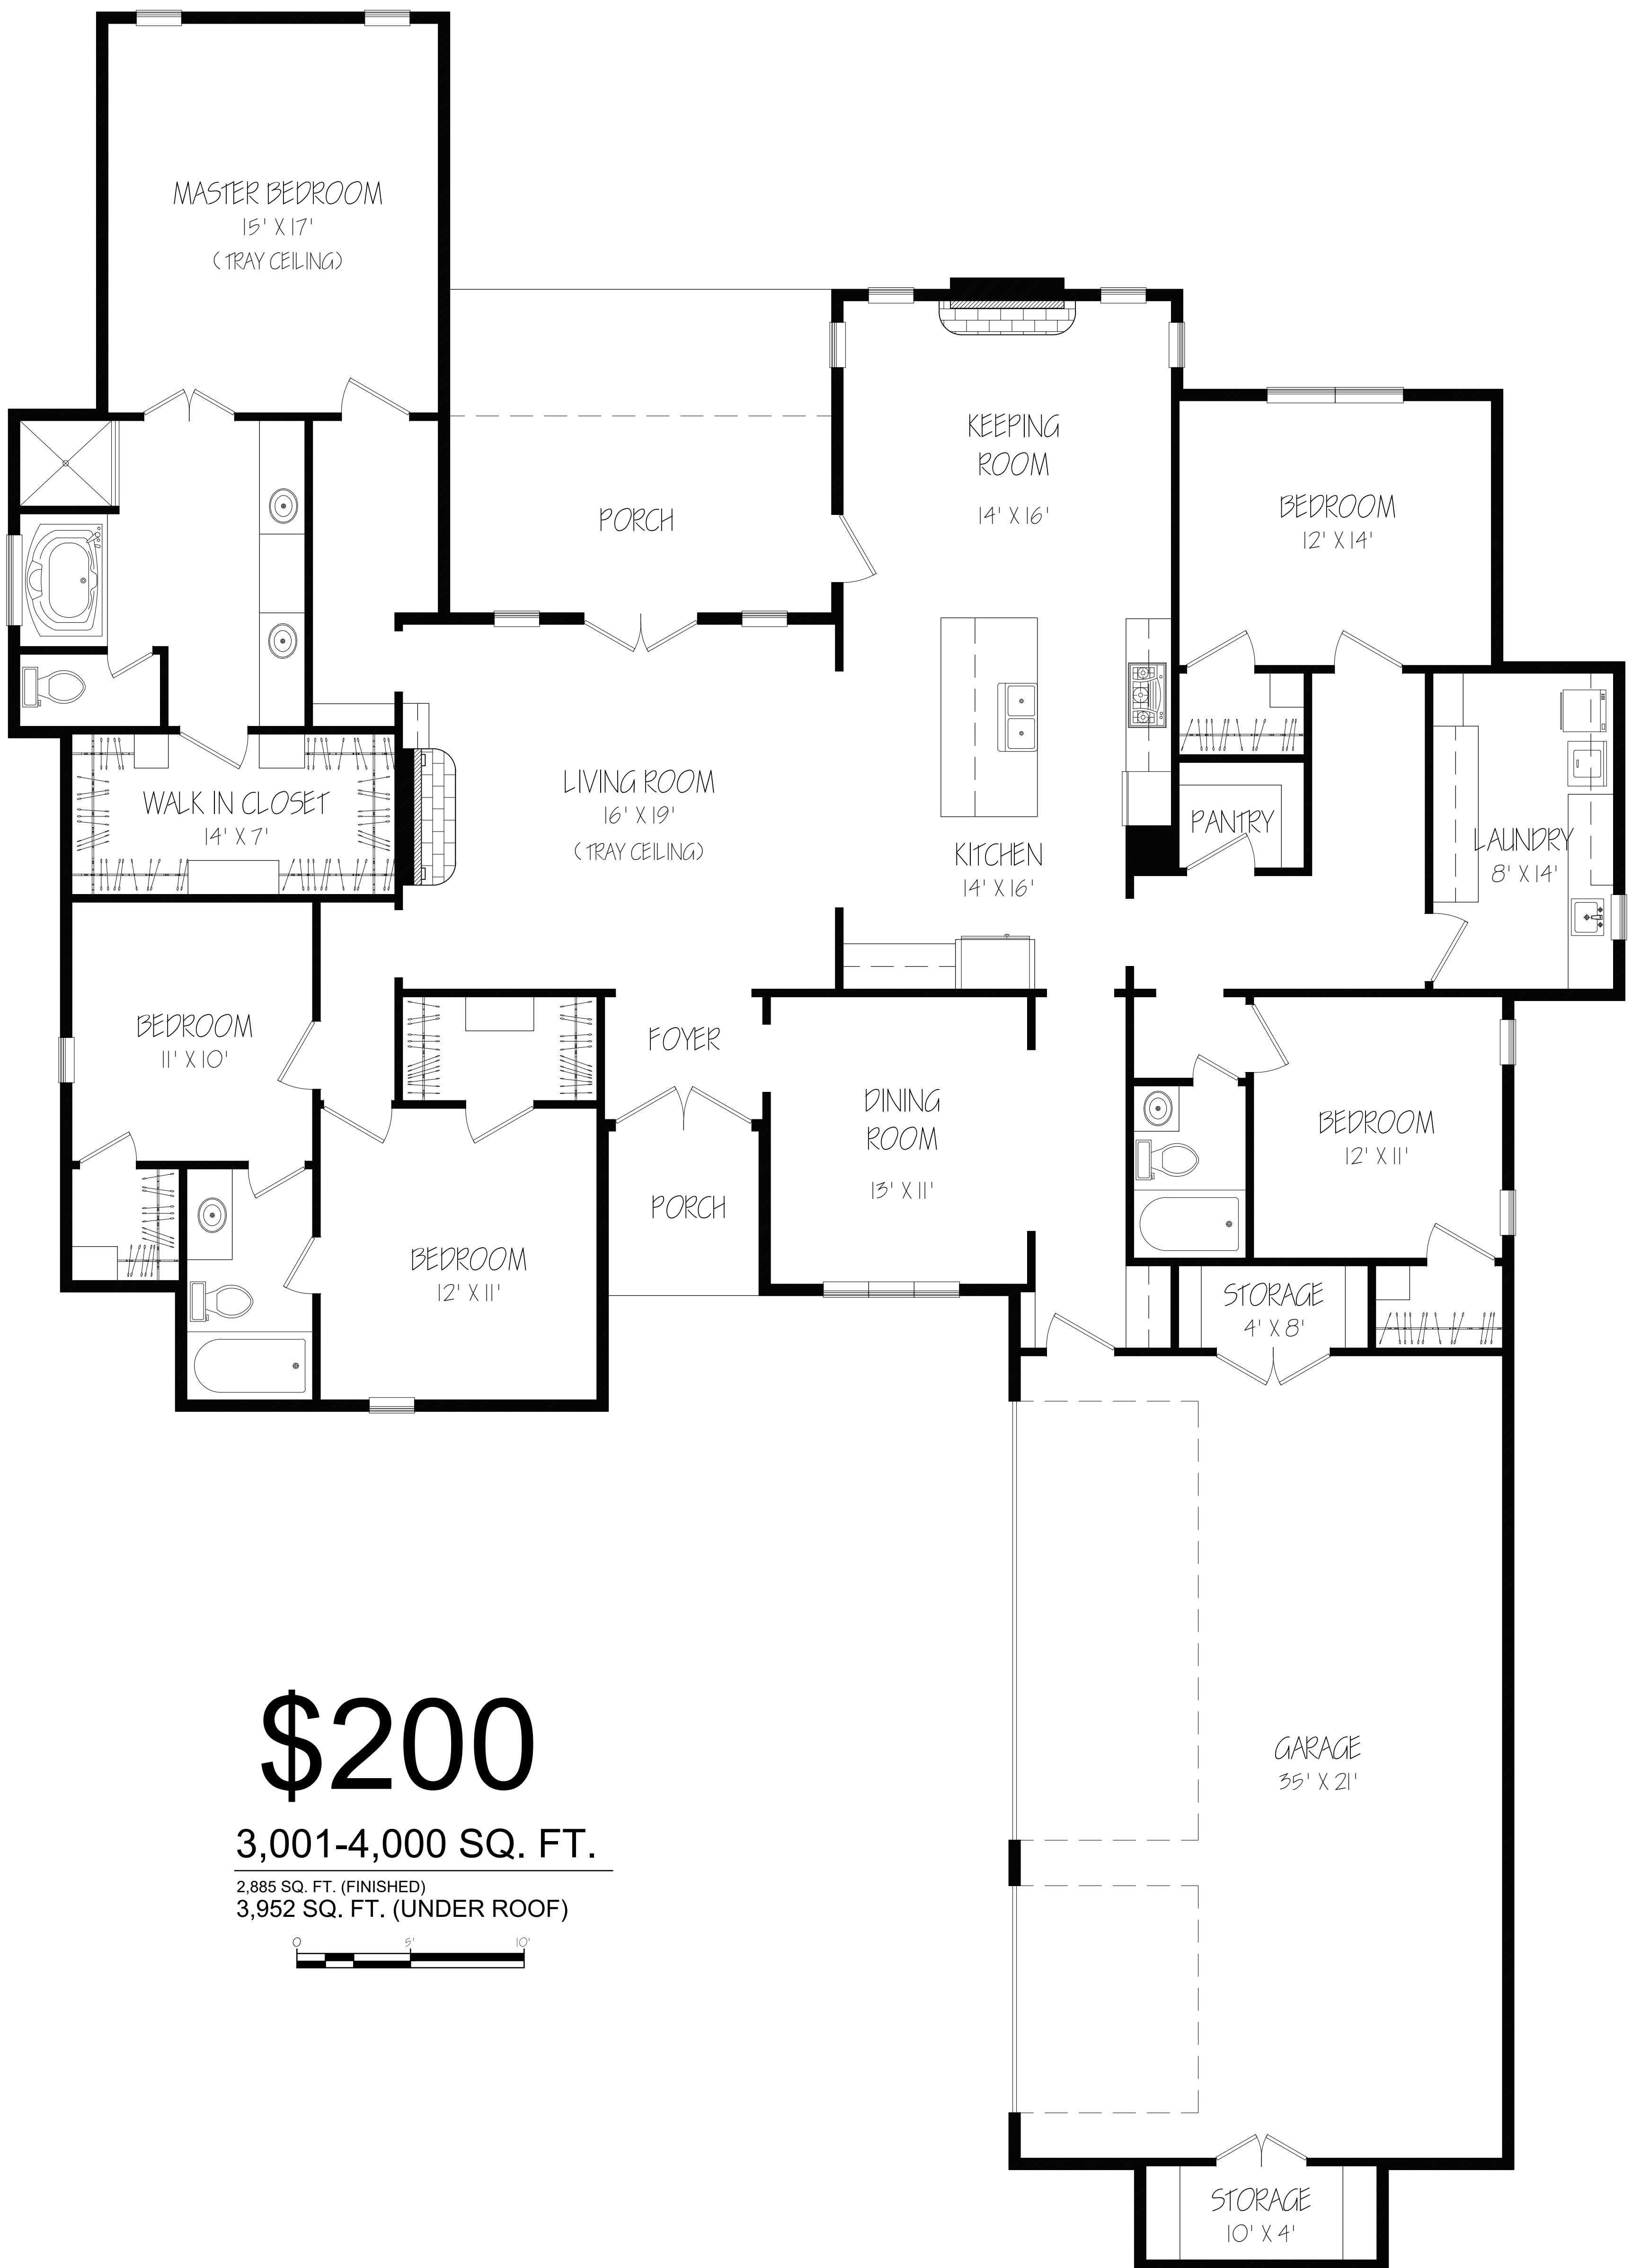 MASTER BEDROOM
15' X 17'
( TRAY CEILING)
KEEPING
ROOM
14' X 16'
PORCH
BEDROOM
12' X 14'
WALK IN CLOSET
14' X 7'
LIVING ROOM
16' X 19'
( TRAY CEILING)
KITCHEN
14' X 16'
PANTRY
LAUNDRY
8' X 14'
BEDROOM
11' X 10'
FOYER
DINING
ROOM
13' X 11'
BEDROOM
12' X 11'
PORCH
BEDROOM
12' X 11'
STORAGE
4' X 8'
GARAGE
35' X 21'
$200
3,001-4,000 SQ. FT.
2,885 SQ. FT. (FINISHED)
3,952 SQ. FT. (UNDER ROOF)
0 5' 10'
STORAGE
10' X 4'